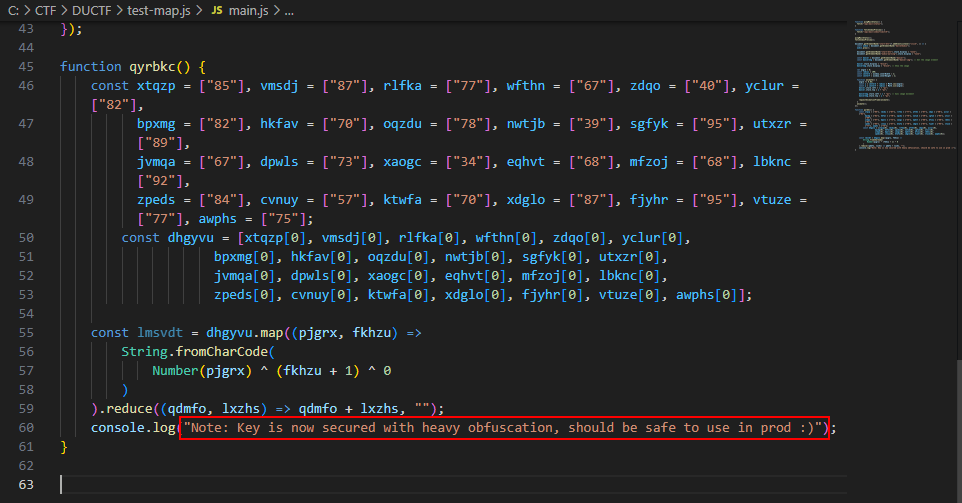 C: > CTF > DUCTF > test-map.js > JS main.js > ...
43 });
44
45 function qyrbkc() {
46 const xtqzp = ["85"], vmsdj = ["87"], rlfka = ["77"], wfthn = ["67"], zdqo = ["40"], yclur =
["82"],
47 bpxmg = ["82"], hkfav = ["70"], oqzdu = ["78"], nwtjb = ["39"], sgfyk = ["95"], utxzr =
["89"],
48 jvmqa = ["67"], dpwls = ["73"], xaogc = ["34"], eqhvt = ["68"], mfzoj = ["68"], lbknc =
["92"],
49 zpeds = ["84"], cvnuy = ["57"], ktwfa = ["70"], xdglo = ["87"], fjyhr = ["95"], vtuze =
["77"], awphs = ["75"];
50 const dhgyvu = [xtqzp[0], vmsdj[0], rlfka[0], wfthn[0], zdqo[0], yclur[0],
51 bpxmg[0], hkfav[0], oqzdu[0], nwtjb[0], sgfyk[0], utxzr[0],
52 jvmqa[0], dpwls[0], xaogc[0], eqhvt[0], mfzoj[0], lbknc[0],
53 zpeds[0], cvnuy[0], ktwfa[0], xdglo[0], fjyhr[0], vtuze[0], awphs[0]];
54
55 const lmsvdt = dhgyvu.map((pjgrx, fkhzu) =>
56 String.fromCharCode(
57 Number(pjgrx) ^ (fkhzu + 1) ^ 0
58 )
59 ).reduce((qdmfo, lxzhs) => qdmfo + lxzhs, "");
60 console.log("Note: Key is now secured with heavy obfuscation, should be safe to use in prod :)");
61 }
62
63